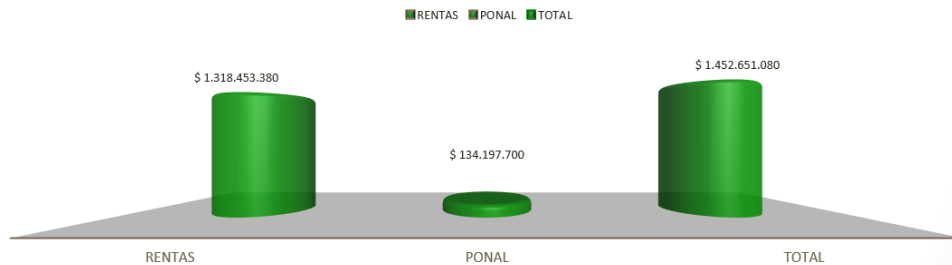 RENTAS PONAL TOTAL
$ 1.452.651.080
$ 1.318.453.380
$ 134.197.700
RENTAS PONAL TOTAL